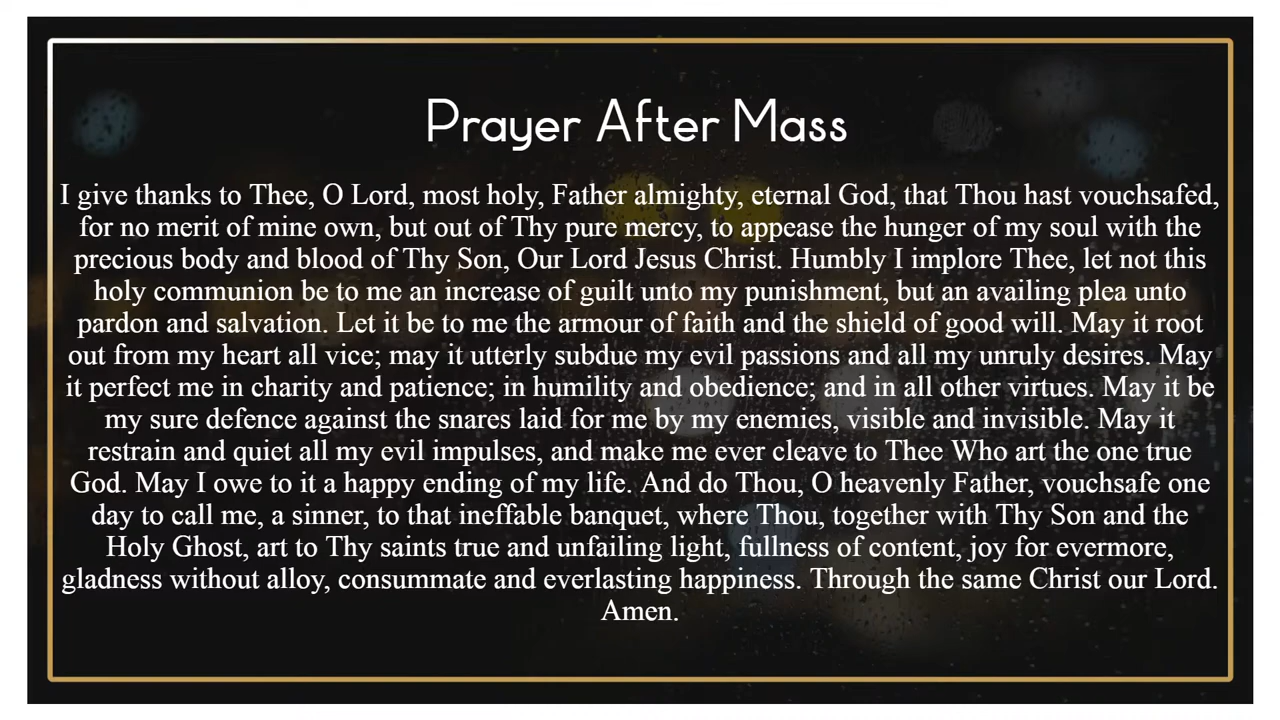 Prayer After Mass
I give thanks to Thee, O Lord, most holy, Father almighty, eternal God, that Thou hast vouchsafed,
for no merit of mine own, but out of Thy pure mercy, to appease the hunger of my soul with the
precious body and blood of Thy Son, Our Lord Jesus Christ. Humbly I implore Thee, let not this
holy communion be to me an increase of guilt unto my punishment, but an availing plea unto
pardon and salvation. Let it be to me the armour of faith and the shield of good will. May it root
out from my heart all vice; may it utterly subdue my evil passions and all my unruly desires. May
it perfect me in charity and patience; in humility and obedience; and in all other virtues. May it be
my sure defence against the snares laid for me by my enemies, visible and invisible. May it
restrain and quiet all my evil impulses, and make me ever cleave to Thee Who art the one true
God. May I owe to it a happy ending of my life. And do Thou, O heavenly Father, vouchsafe one
day to call me, a sinner, to that ineffable banquet, where Thou, together with Thy Son and the
Holy Ghost, art to Thy saints true and unfailing light, fullness of content, joy for evermore,
gladness without alloy, consummate and everlasting happiness. Through the same Christ our Lord.
Amen.